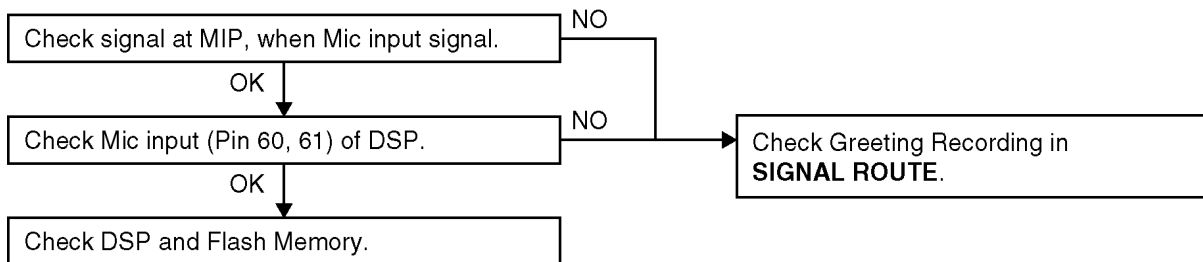 Check signal at MIP, when Mic input signal.
NO
OK
Check Mic input (Pin 60, 61) of DSP.
NO
Check Greeting Recording in
SIGNAL ROUTE.
OK
Check DSP and Flash Memory.